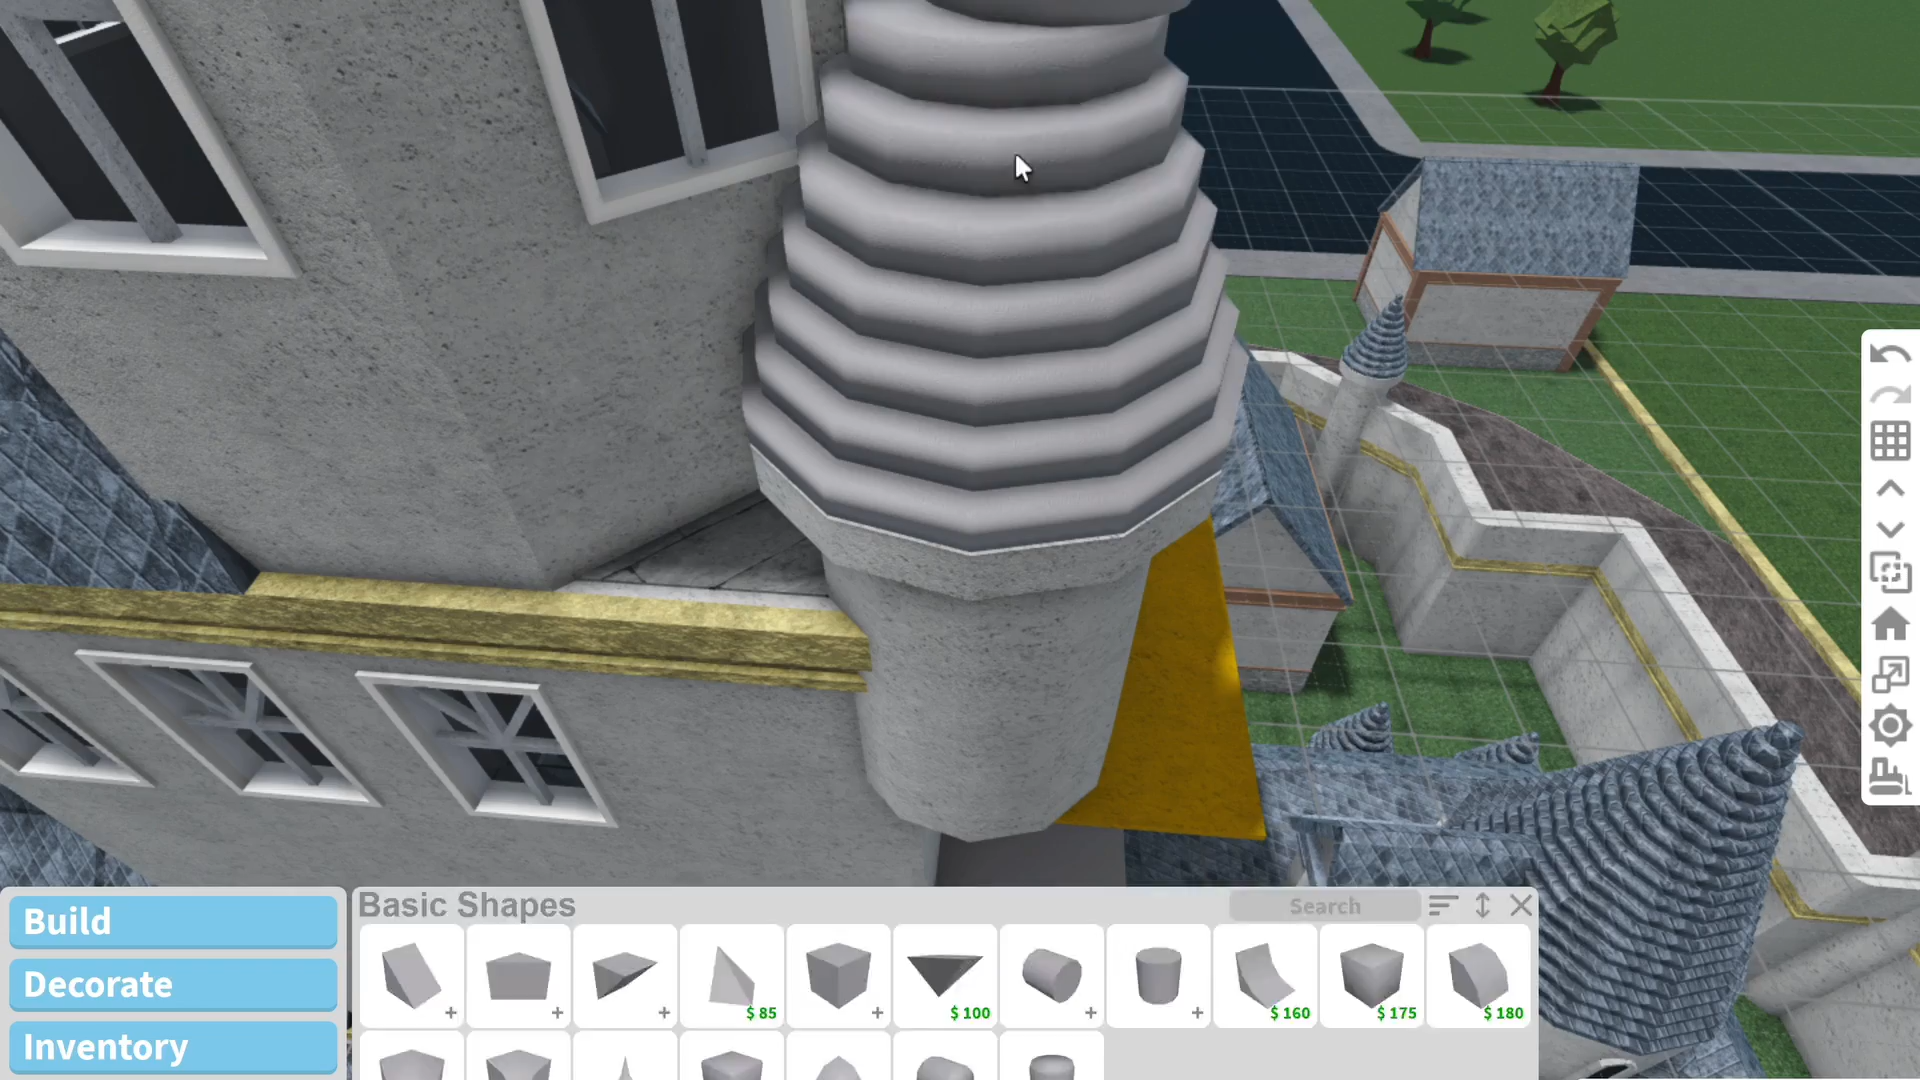 Build
Decorate
Inventory
Basic Shapes
Search
$ 85
$ 100
$ 160
$ 175
$ 180